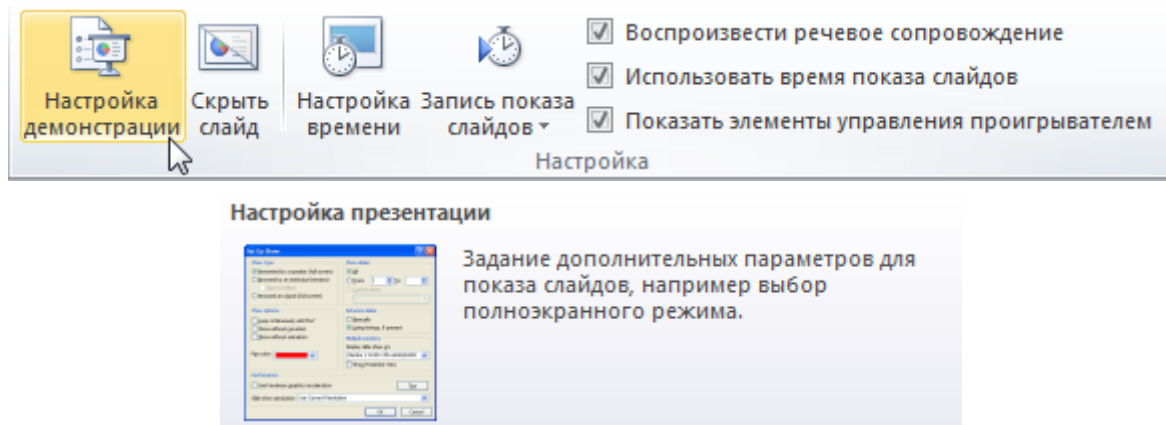 Настройка
демонстрации
Скрыть
слайд
Настройка
времени
Запись показа
слайдов
Воспроизвести речевое сопровождение
Использовать время показа слайдов
Показать элементы управления проигрывателем
Настройка
Настройка презентации
Задание дополнительных параметров для
показа слайдов, например выбор
полноэкранного режима.